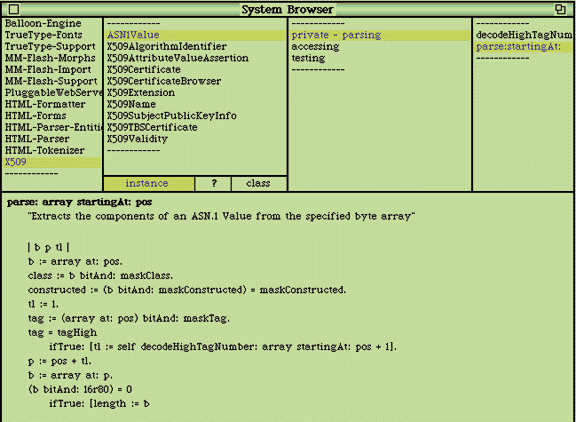 System Browser
Balloon-Engine
TrueType-Fonts
TrueType-Support
MM-Flash-Morphs
MM-Flash-Import
MM-Flash-Support
PluggableWebServe
HTML-Formatter
HTML-Forms
HTML-Parser-Entitie
HTML-Parser
HTML-Tokenizer
X509
------------
------------
ASN1Value
X509AlgorithmIdentifier
X509AttributeValueAssertion
X509Certificate
X509CertificateBrowser
X509Extension
X509Name
X509SubjectPublicKeyInfo
X509TBSCertificate
X509Validity
------------
instance ? class
------------
private - parsing
accessing
testing
------------
------------
decodeHighTagNum
parse:startingAt:
------------
parse: array startingAt: pos
"Extracts the components of an ASN.1 Value from the specified byte array"
| b p tl |
b := array at: pos.
class := b bitAnd: maskClass.
constructed := (b bitAnd: maskConstructed) = maskConstructed.
tl := 1.
tag := (array at: pos) bitAnd: maskTag.
tag = tagHigh
ifTrue: [tl := self decodeHighTagNumber: array startingAt: pos + 1].
p := pos + tl.
b := array at: p.
(b bitAnd: 16r80) = 0
ifTrue: [length := b